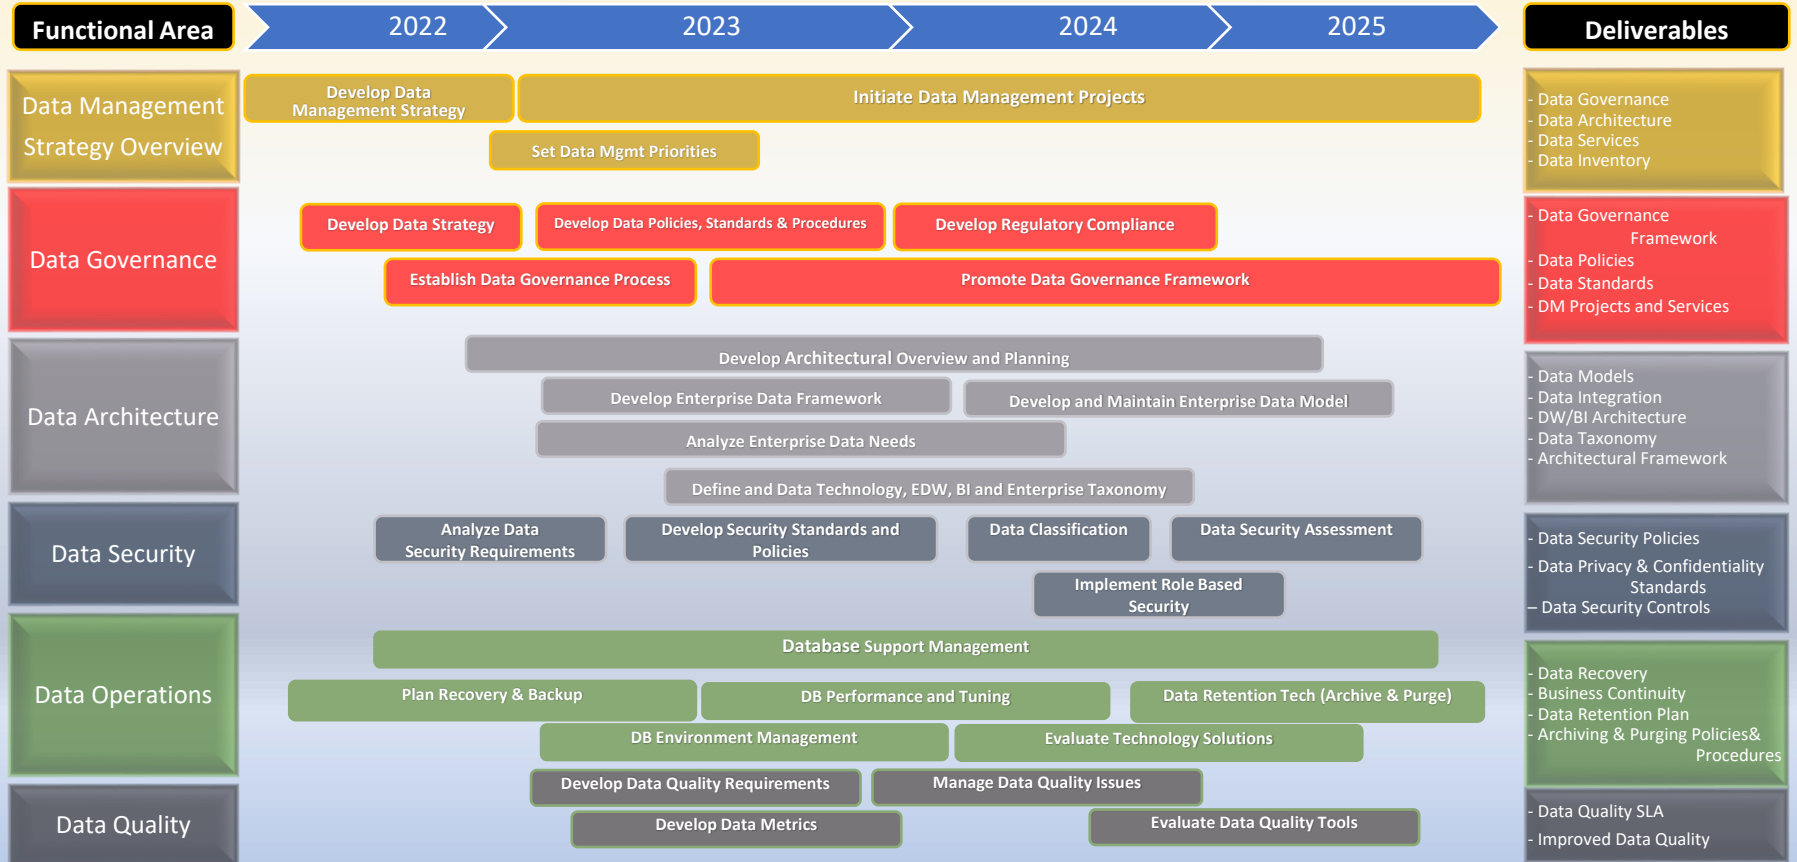 Functional Area
2022
2023
2024
2025
Deliverables
Data Management
Strategy Overview
Develop Data
Management Strategy
Initiate Data Management Projects
Set Data Mgmt Priorities
- Data Governance
- Data Architecture
- Data Services
- Data Inventory
Data Governance
Develop Data Strategy
Develop Data Policies, Standards & Procedures
Develop Regulatory Compliance
Establish Data Governance Process
Promote Data Governance Framework
- Data Governance
Framework
- Data Policies
- Data Standards
- DM Projects and Services
Data Architecture
Develop Architectural Overview and Planning
Develop Enterprise Data Framework
Develop and Maintain Enterprise Data Model
Analyze Enterprise Data Needs
Define and Data Technology, EDW, BI and Enterprise Taxonomy
- Data Models
- Data Integration
- DW/BI Architecture
- Data Taxonomy
- Architectural Framework
Data Security
Analyze Data
Security Requirements
Develop Security Standards and
Policies
Data Classification
Data Security Assessment
Implement Role Based
Security
- Data Security Policies
- Data Privacy & Confidentiality
Standards
– Data Security Controls
Data Operations
Database Support Management
Plan Recovery & Backup
DB Performance and Tuning
Data Retention Tech (Archive & Purge)
DB Environment Management
Evaluate Technology Solutions
- Data Recovery
- Business Continuity
- Data Retention Plan
- Archiving & Purging Policies&
Procedures
Data Quality
Develop Data Quality Requirements
Manage Data Quality Issues
Develop Data Metrics
Evaluate Data Quality Tools
- Data Quality SLA
- Improved Data Quality